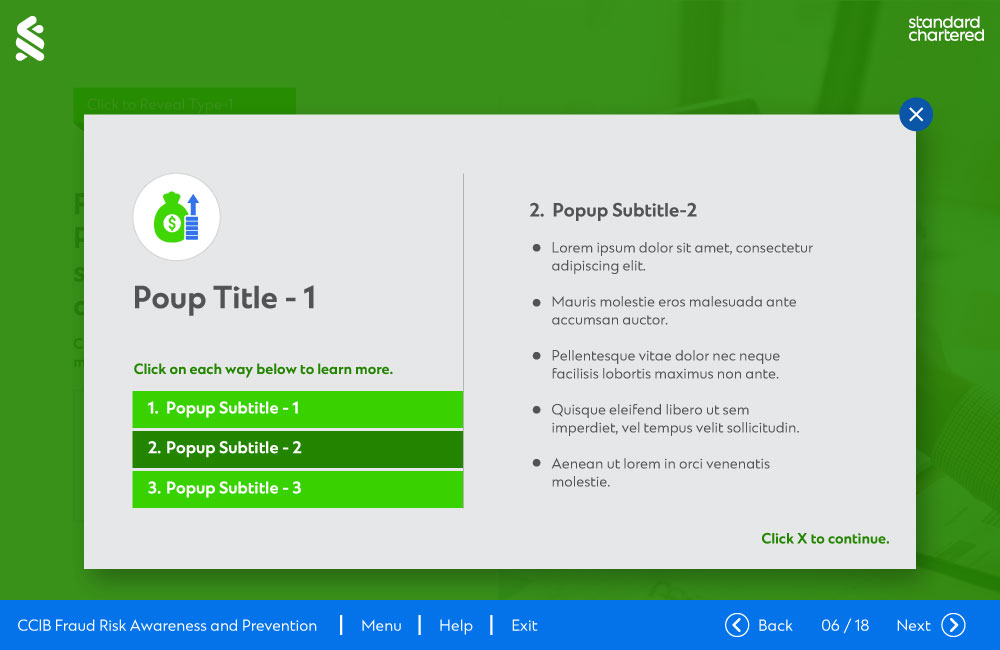 standard
chartered
Click to Reveal Type-1
Poup Title - 1
Click on each way below to learn more.
1. Popup Subtitle - 1
2. Popup Subtitle - 2
3. Popup Subtitle - 3
2. Popup Subtitle-2
Lorem ipsum dolor sit amet, consectetur
adipiscing elit.
Mauris molestie eros malesuada ante
accumsan auctor.
Pellentesque vitae dolor nec neque
facilisis lobortis maximus non ante.
Quisque eleifend libero ut sem
imperdiet, vel tempus velit sollicitudin.
Aenean ut lorem in orci venenatis
molestie.
Click X to continue.
CCIB Fraud Risk Awareness and Prevention | Menu | Help | Exit Back 06 / 18 Next